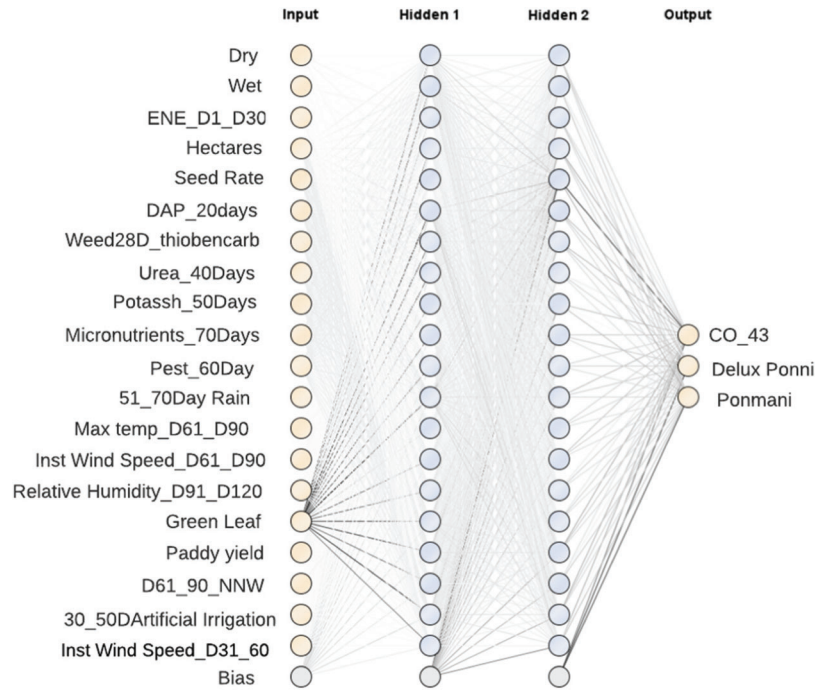 Input Hidden 1 Hidden 2 Output
Dry
Wet
ENE_D1_D30
Hectares
Seed Rate
DAP_20days
Weed28D_thiobencarb
Urea_40Days
Potassh_50Days
Micronutrients_70Days
CO_43
Pest_60Day
Delux Ponni
51_70Day Rain
Ponmani
Max temp_D61_D90
Inst Wind Speed_D61_D90
Relative Humidity_D91_D120
Green Leaf
Paddy yield
D61_90_NNW
30_50DArtificial Irrigation
Inst Wind Speed_D31_60
Bias